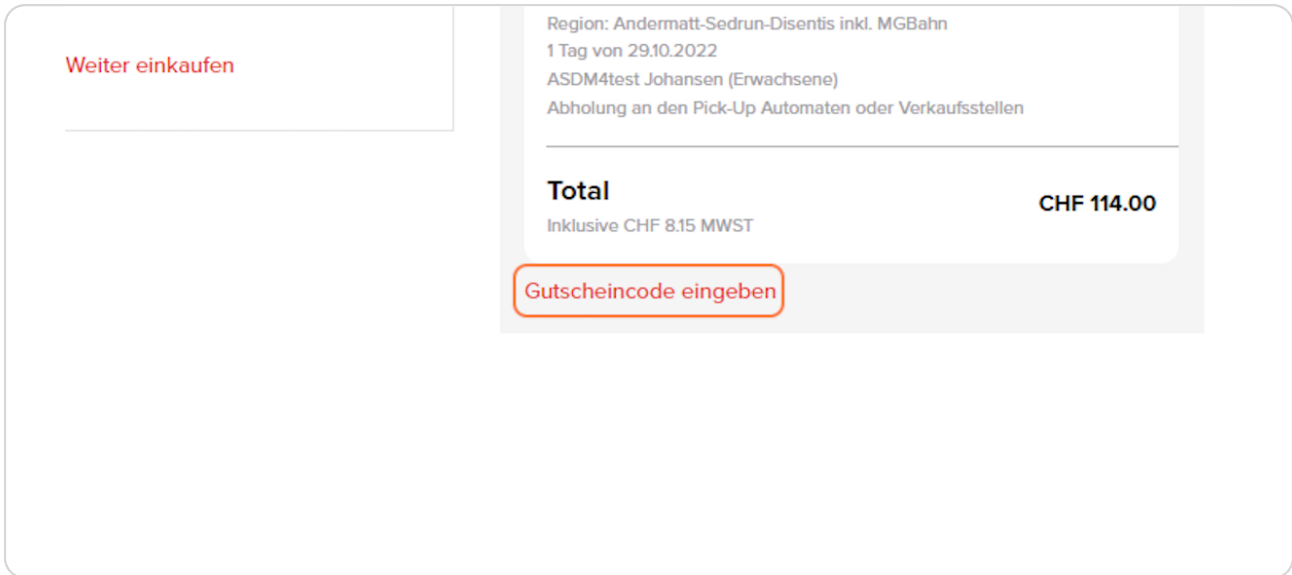 Weiter einkaufen
Region: Andermatt-Sedrun-Disentis inkl. MGBahn
1 Tag von 29.10.2022
ASDM4test Johansen (Erwachsene)
Abholung an den Pick-Up Automaten oder Verkaufsstellen
Total
CHF 114.00
Inklusive CHF 8.15 MWST
Gutscheincode eingeben